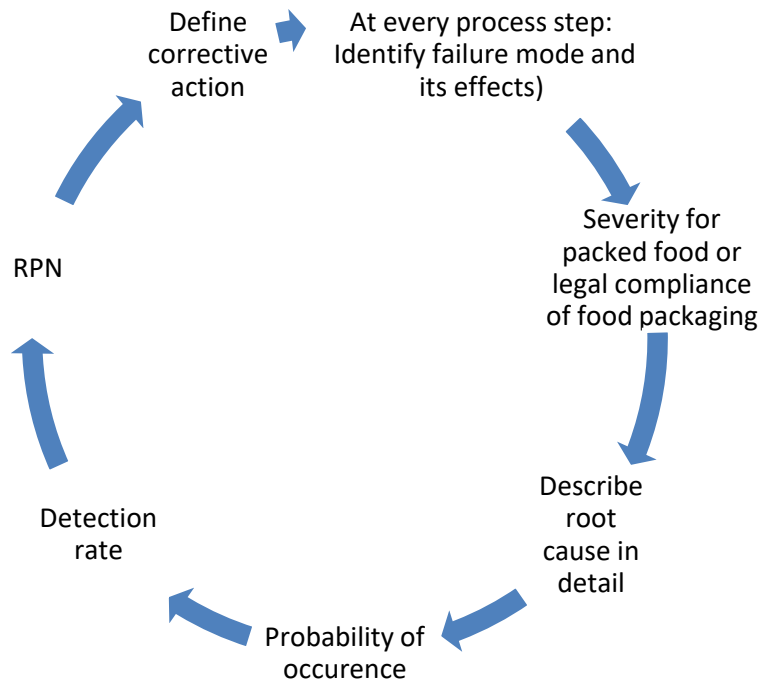 Define
corrective
action
At every process step:
Identify failure mode and
its effects)
Severity for
packed food or
legal compliance
of food packaging
Describe
root
cause in
detail
Probability of
occurence
Detection
rate
RPN